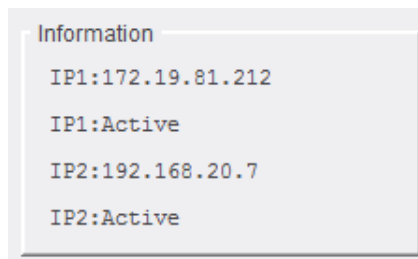 Information
IP1:172.19.81.212
IP1:Active
IP2:192.168.20.7
IP2:Active